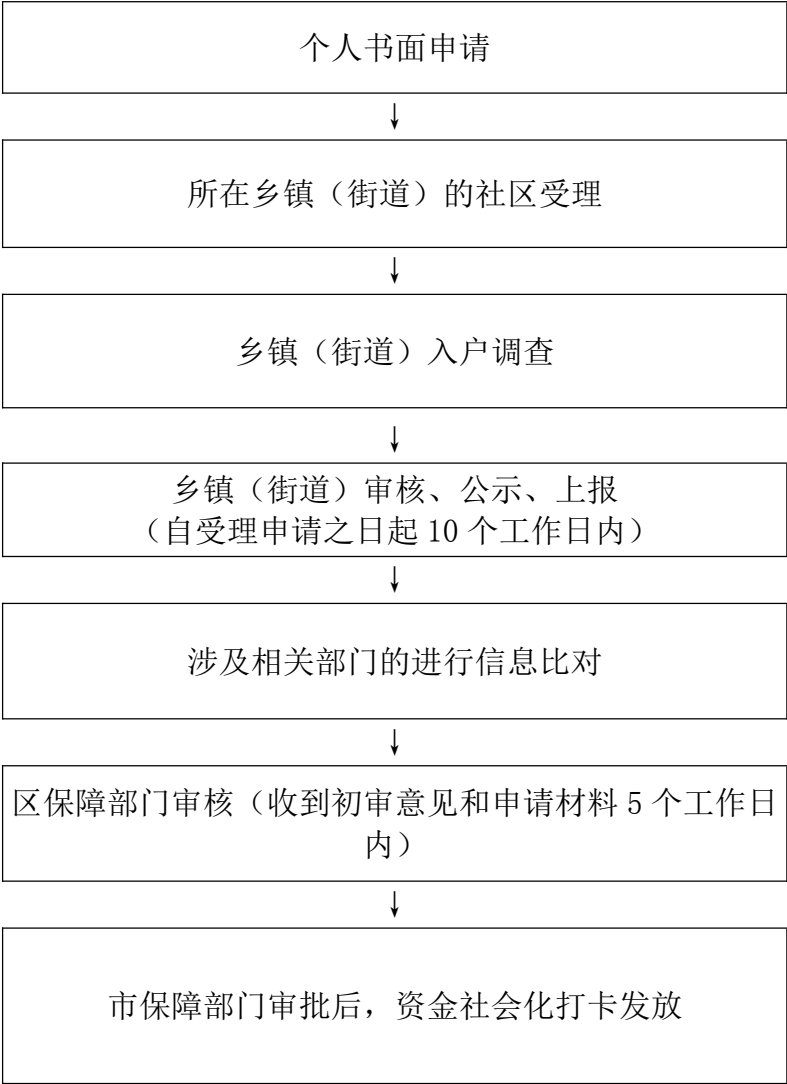 个人书面申请
↓
所在乡镇（街道）的社区受理
↓
乡镇（街道）入户调查
↓
乡镇（街道）审核、公示、上报
（自受理申请之日起 10 个工作日内）
↓
涉及相关部门的进行信息比对
↓
区保障部门审核（收到初审意见和申请材料 5 个工作日
内）
↓
市保障部门审批后，资金社会化打卡发放